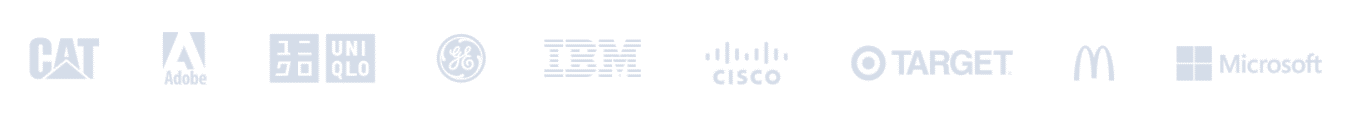 CAT
Adobe
ユニクロ
UNI
QLO
GE
IBM
CISCO
TARGET
Microsoft